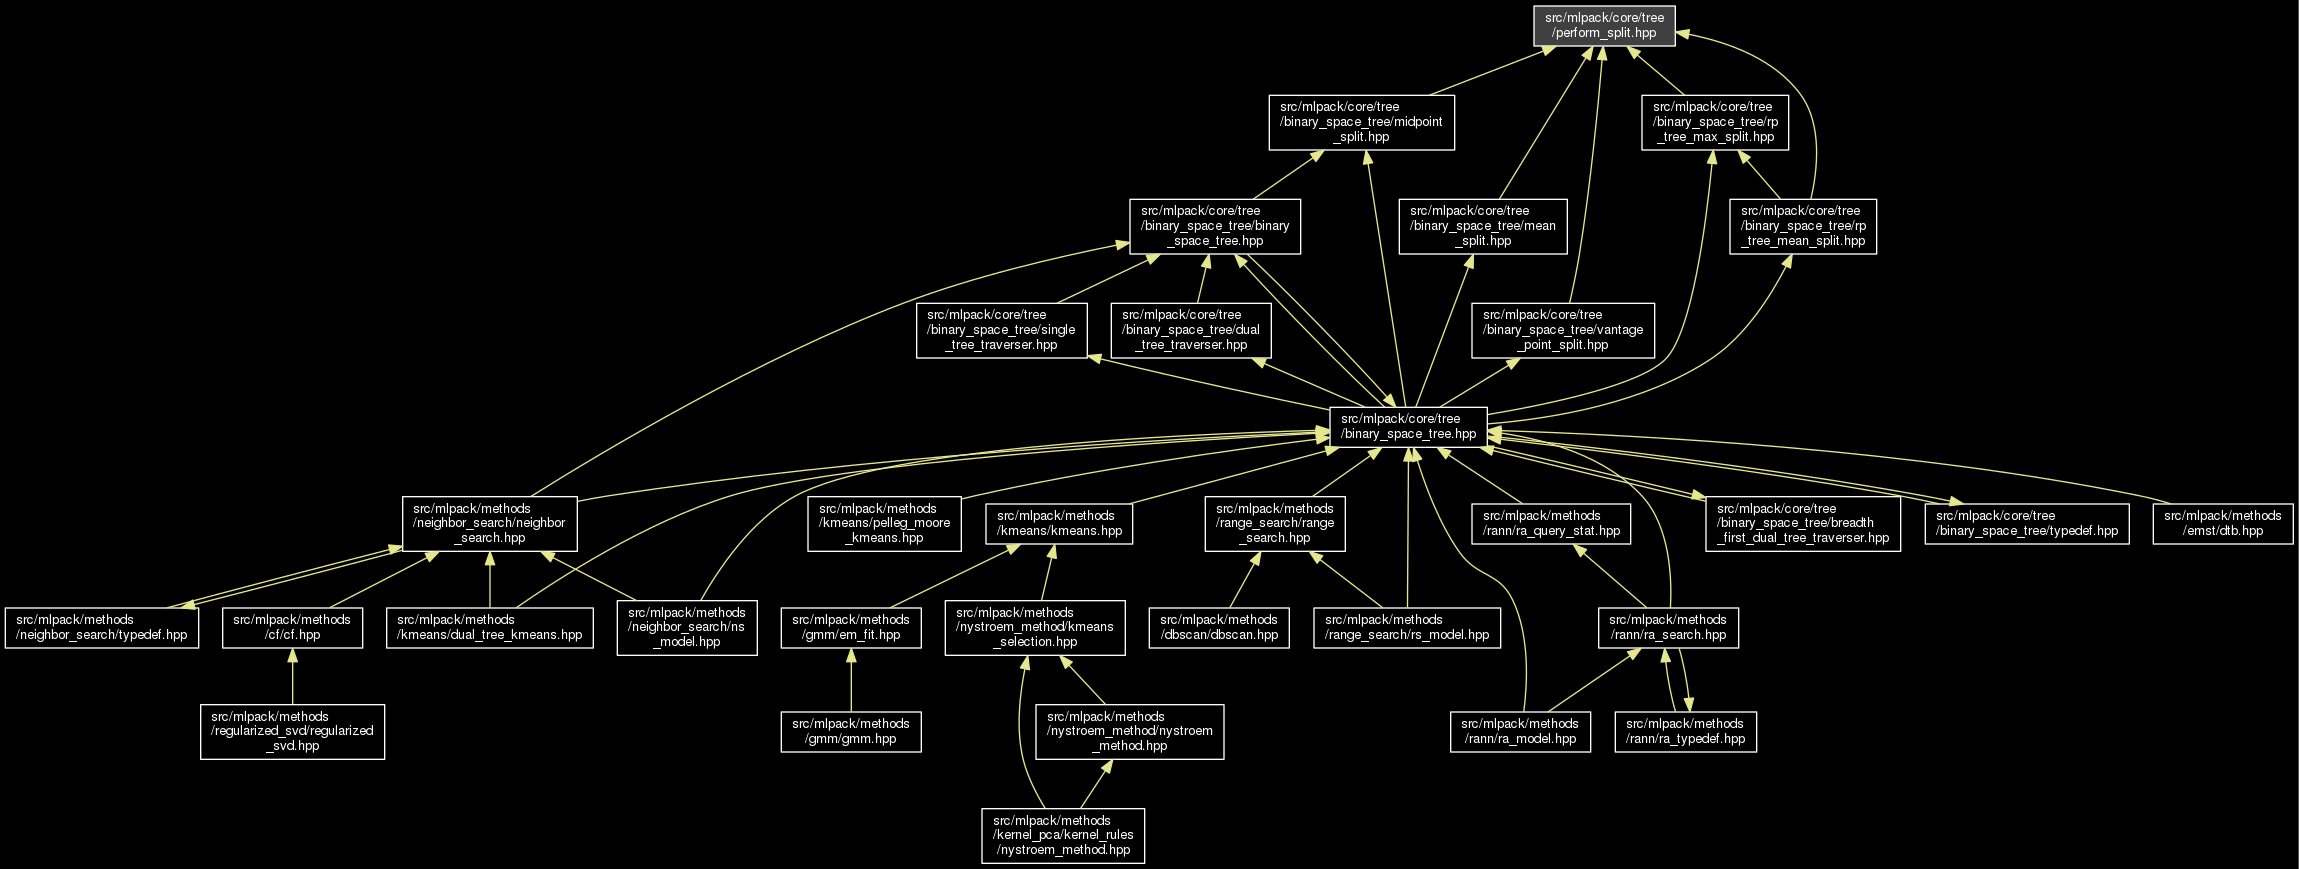 src/mlpack/core/tree
/perform_split.hpp
src/mlpack/core/tree
/binary_space_tree/midpoint
_split.hpp
src/mlpack/core/tree
/binary_space_tree/rp
_tree_max_split.hpp
src/mlpack/core/tree
/binary_space_tree/binary
_space_tree.hpp
src/mlpack/core/tree
/binary_space_tree/mean
_split.hpp
src/mlpack/core/tree
/binary_space_tree/rp
_tree_mean_split.hpp
src/mlpack/core/tree
/binary_space_tree/single
_tree_traverser.hpp
src/mlpack/core/tree
/binary_space_tree/dual
_tree_traverser.hpp
src/mlpack/core/tree
/binary_space_tree/vantage
_point_split.hpp
src/mlpack/core/tree
/binary_space_tree.hpp
src/mlpack/methods
/neighbor_search/neighbor
_search.hpp
src/mlpack/methods
/kmeans/pelleg_moore
_kmeans.hpp
src/mlpack/methods
/kmeans/kmeans.hpp
src/mlpack/methods
/range_search/range
_search.hpp
src/mlpack/methods
/rann/ra_query_stat.hpp
src/mlpack/core/tree
/binary_space_tree/breadth
_first_dual_tree_traverser.hpp
src/mlpack/core/tree
/binary_space_tree/typedef.hpp
src/mlpack/methods
/emst/dtb.hpp
src/mlpack/methods
/neighbor_search/typedef.hpp
src/mlpack/methods
/cf/cf.hpp
src/mlpack/methods
/kmeans/dual_tree_kmeans.hpp
src/mlpack/methods
/neighbor_search/ns
_model.hpp
src/mlpack/methods
/gmm/em_fit.hpp
src/mlpack/methods
/nystroem_method/kmeans
_selection.hpp
src/mlpack/methods
/dbscan/dbscan.hpp
src/mlpack/methods
/range_search/rs_model.hpp
src/mlpack/methods
/rann/ra_search.hpp
src/mlpack/methods
/regularized_svd/regularized
_svd.hpp
src/mlpack/methods
/gmm/gmm.hpp
src/mlpack/methods
/nystroem_method/nystroem
_method.hpp
src/mlpack/methods
/rann/ra_model.hpp
src/mlpack/methods
/rann/ra_typedef.hpp
src/mlpack/methods
/kernel_pca/kernel_rules
/nystroem_method.hpp